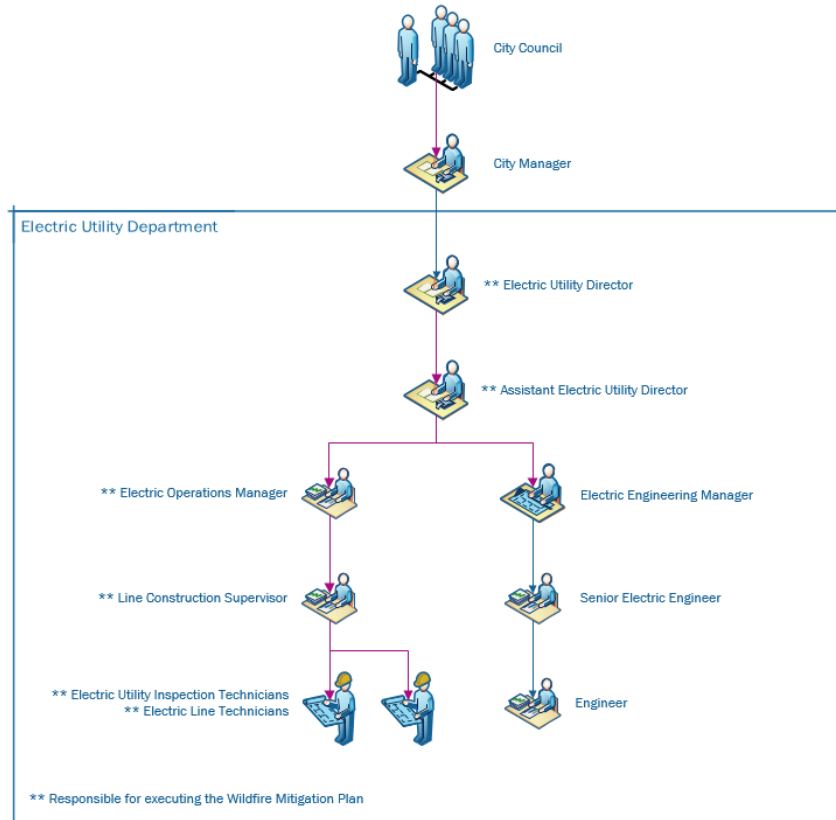 City Council
City Manager
Electric Utility Department
** Electric Utility Director
** Assistant Electric Utility Director
** Electric Operations Manager
Electric Engineering Manager
** Line Construction Supervisor
Senior Electric Engineer
** Electric Utility Inspection Technicians
** Electric Line Technicians
Engineer
** Responsible for executing the Wildfire Mitigation Plan